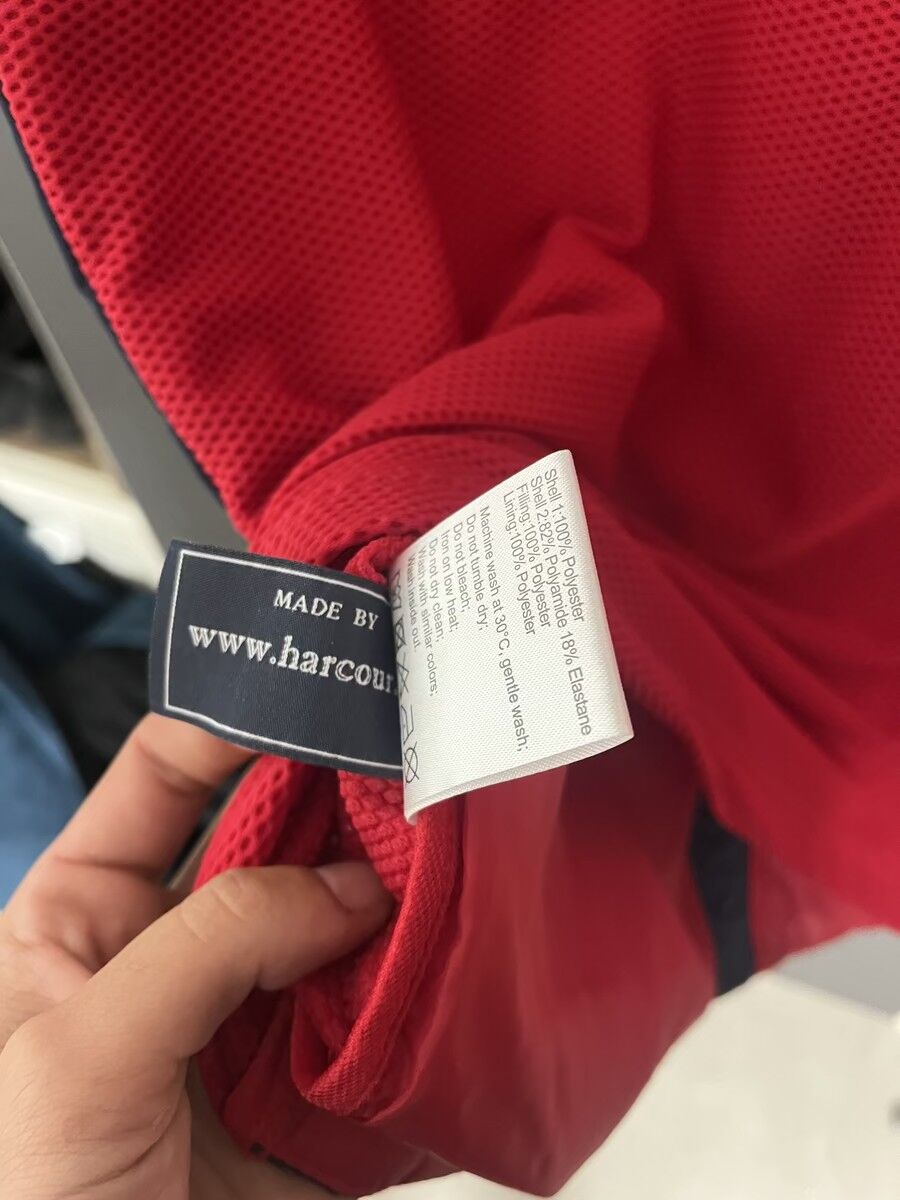 MADE BY
www.harcour
Shell 1:100% Polyester
Shell 2:82% Polyamide 18% Elastane
Filling:100% Polyester
Lining:100% Polyester
Machine wash at 30°C, gentle wash;
Do not tumble dry;
Do not bleach;
Iron on low heat;
Do not dry clean;
Wash with similar colors;
Wash inside out.